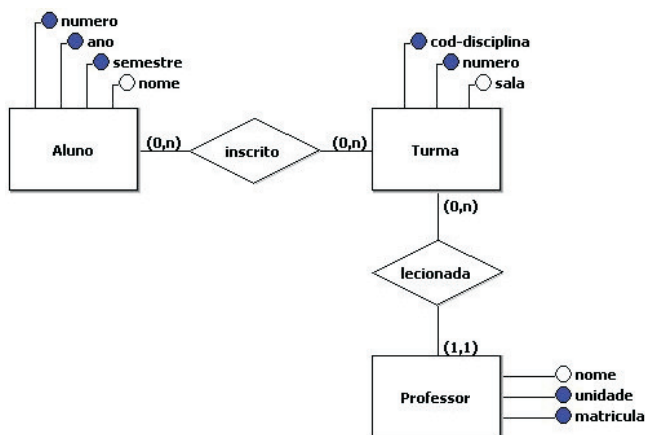 numero
ano
semestre
nome
cod-disciplina
numero
sala
Aluno
(0,n)
inscrito
(0,n)
Turma
(0,n)
lecionada
(1,1)
Professor
nome
unidade
matricula